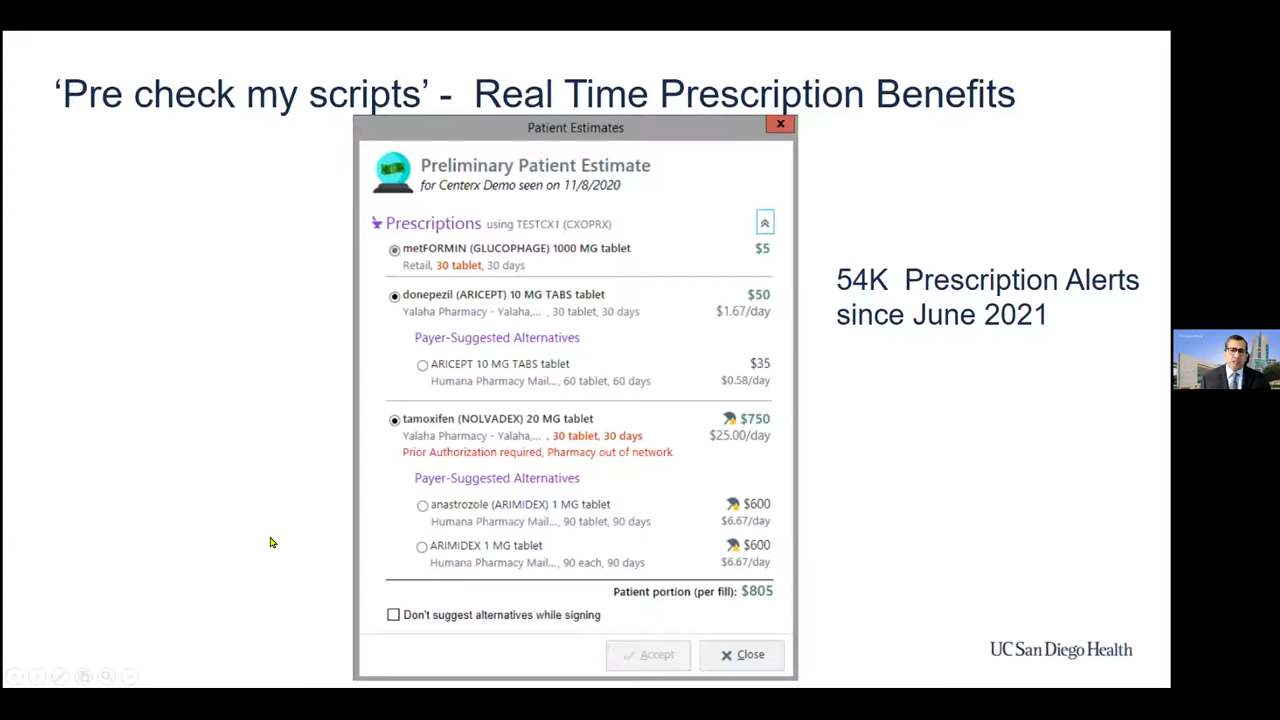 ‘Pre check my scripts’ - Real Time Prescription Benefits
Patient Estimates
Preliminary Patient Estimate
for Centerx Demo seen on 11/8/2020
Prescriptions using TESTCX1 (CXOPRX)
metFORMIN (GLUCOPHAGE) 1000 MG tablet $5
Retail, 30 tablet, 30 days
donepezil (ARICEPT) 10 MG TABS tablet $50
Yalaha Pharmacy - Yalaha,... , 30 tablet, 30 days $1.67/day
Payer-Suggested Alternatives
ARICEPT 10 MG TABS tablet $35
Humana Pharmacy Mail..., 60 tablet, 60 days $0.58/day
tamoxifen (NOLVADEX) 20 MG tablet $750
Yalaha Pharmacy - Yalaha,... , 30 tablet, 30 days $25.00/day
Prior Authorization required, Pharmacy out of network
Payer-Suggested Alternatives
anastrozole (ARIMIDEX) 1 MG tablet $600
Humana Pharmacy Mail..., 90 tablet, 90 days $6.67/day
ARIMIDEX 1 MG tablet $600
Humana Pharmacy Mail..., 90 each, 90 days $6.67/day
Patient portion (per fill): $805
Don't suggest alternatives while signing
Accept
Close
54K Prescription Alerts
since June 2021
UC San Diego Health